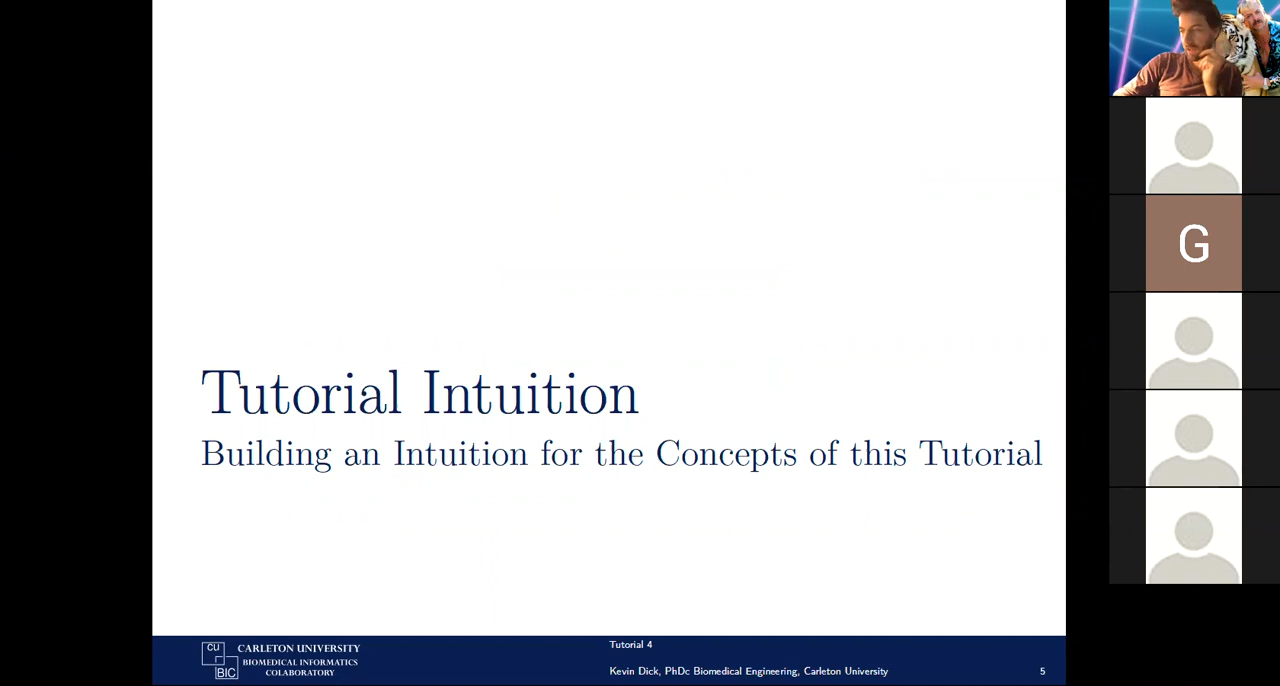 Tutorial Intuition
Building an Intuition for the Concepts of this Tutorial
G
CU
BIC
CARLETON UNIVERSITY
BIOMEDICAL INFORMATICS
COLABORATORY
Tutorial 4
Kevin Dick, PhDc Biomedical Engineering, Carleton University
5